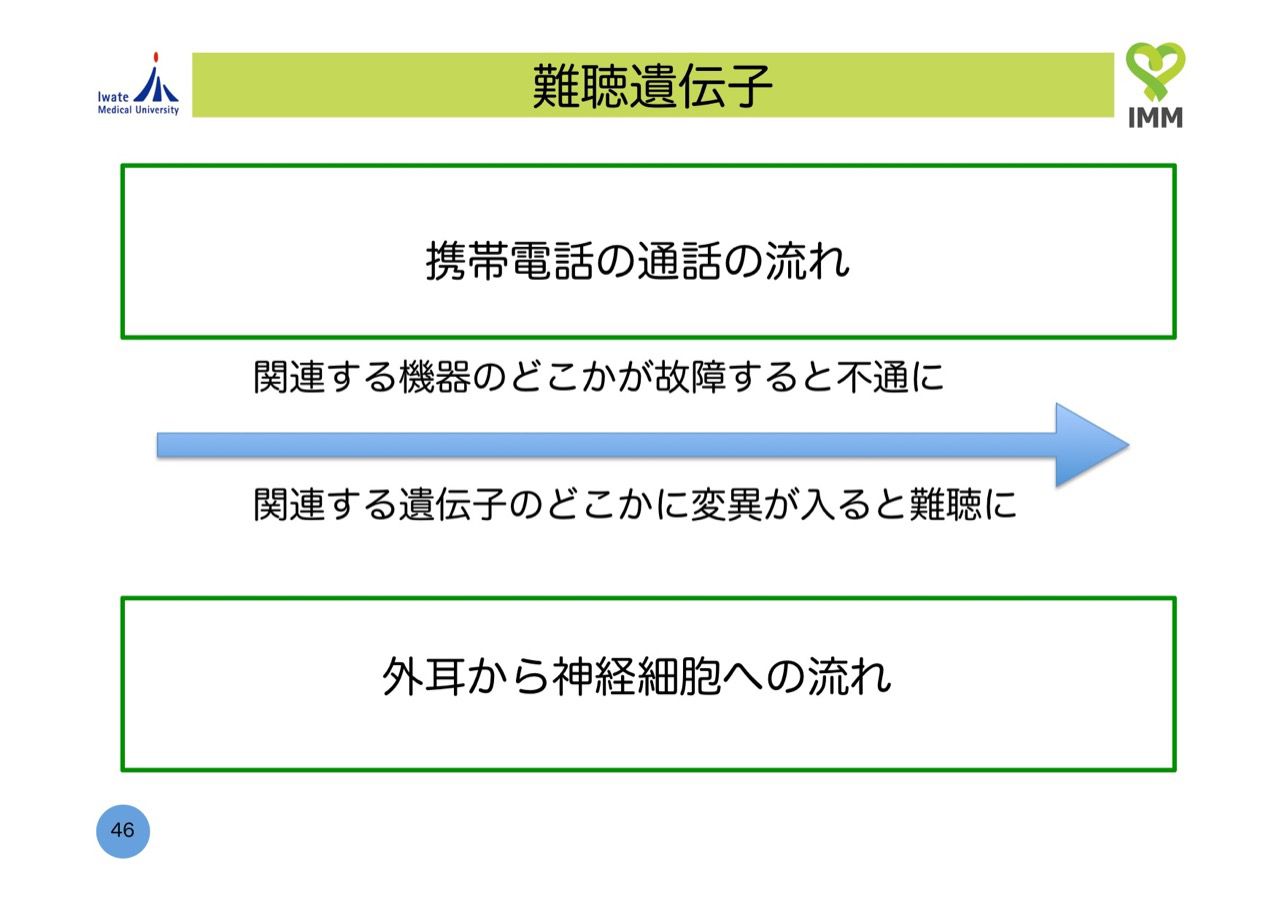 Iwate
Medical University
難聴遺伝子
IMM
携帯電話の通話の流れ
関連する機器のどこかが故障すると不通に
関連する遺伝子のどこかに変異が入ると難聴に
外耳から神経細胞への流れ
46